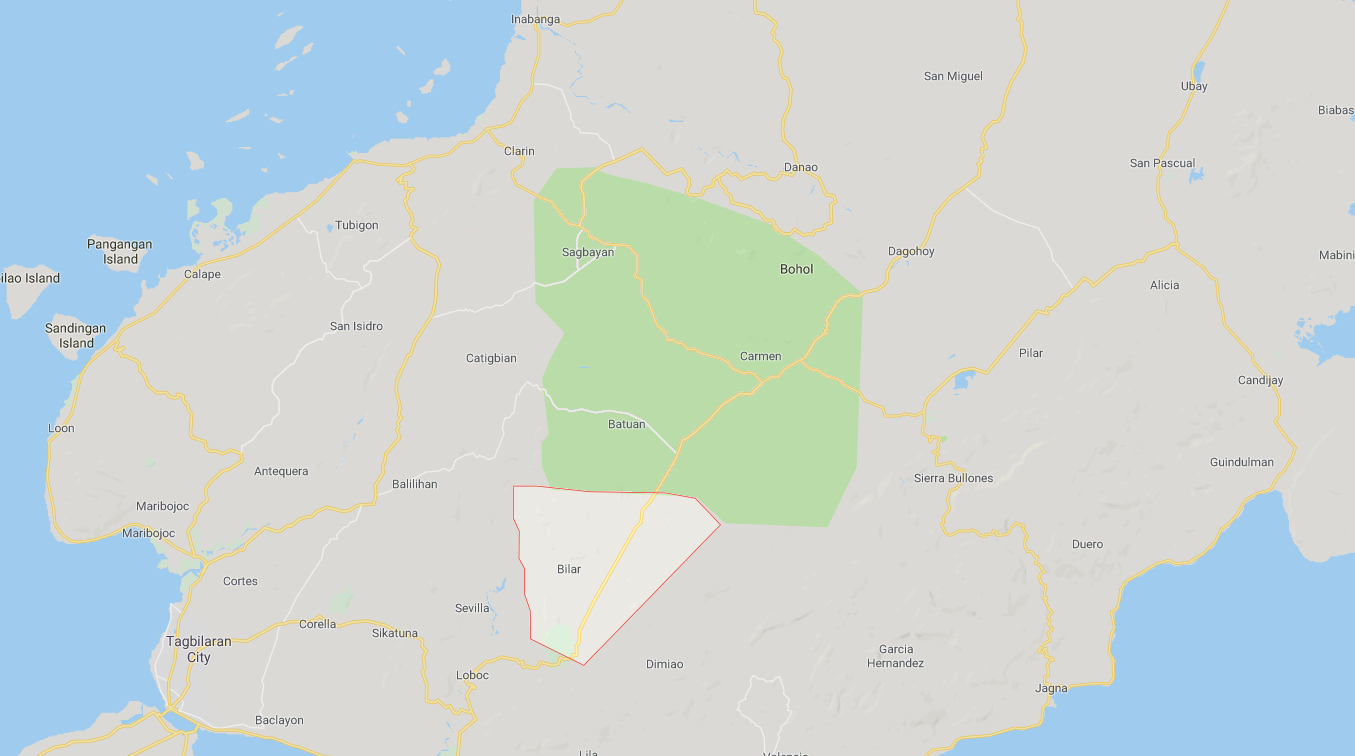 Inabanga
San Miguel
Ubay
Biabas
Clarin
Danao
San Pascual
Tubigon
Pangangan
Island
Sagbayan
Dagohoy
Mabini
Bohol
Calape
ilao Island
Alicia
Sandingan
Island
San Isidro
Catigbian
Carmen
Pilar
Candijay
Loon
Batuan
Antequera
Balilihan
Guindulman
Sierra Bullones
Maribojoc
Maribojoc
Duero
Bilar
Cortes
Sevilla
Corella
Sikatuna
Tagbilaran
City
Garcia
Hernandez
Dimiao
Loboc
Jagna
Baclayon
Lila
Valencia